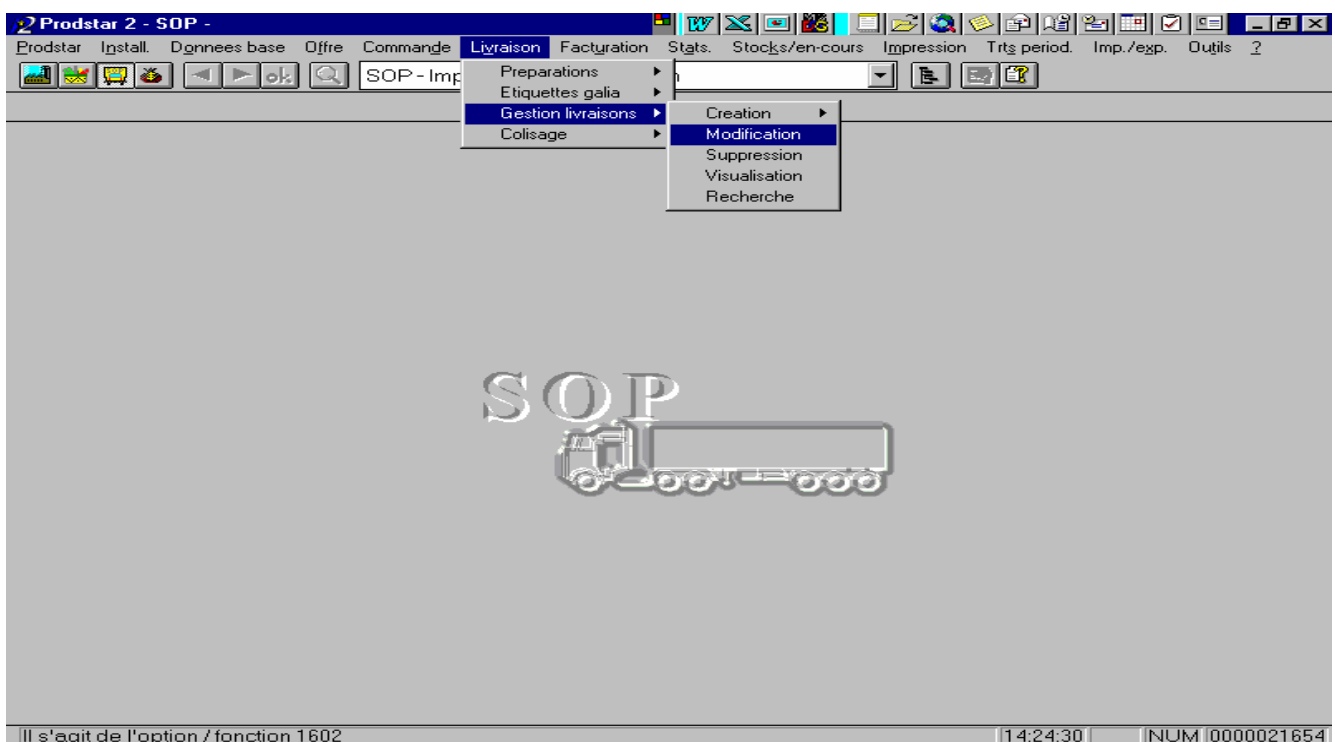 Prodstar 2 - SOP -
Prodstar Install. Donnees base Offre Commande Livraison Facturation Stats. Stocks/en-cours Impression Trts period. Imp./exp. Outils ?
ok
SOP - Imp
Preparations
Etiquettes galia
Gestion livraisons
Colisage
Creation
Modification
Suppression
Visualisation
Recherche
SOP
Il s'agit de l'option / fonction 1602 14:24:30 NUM 0000021654